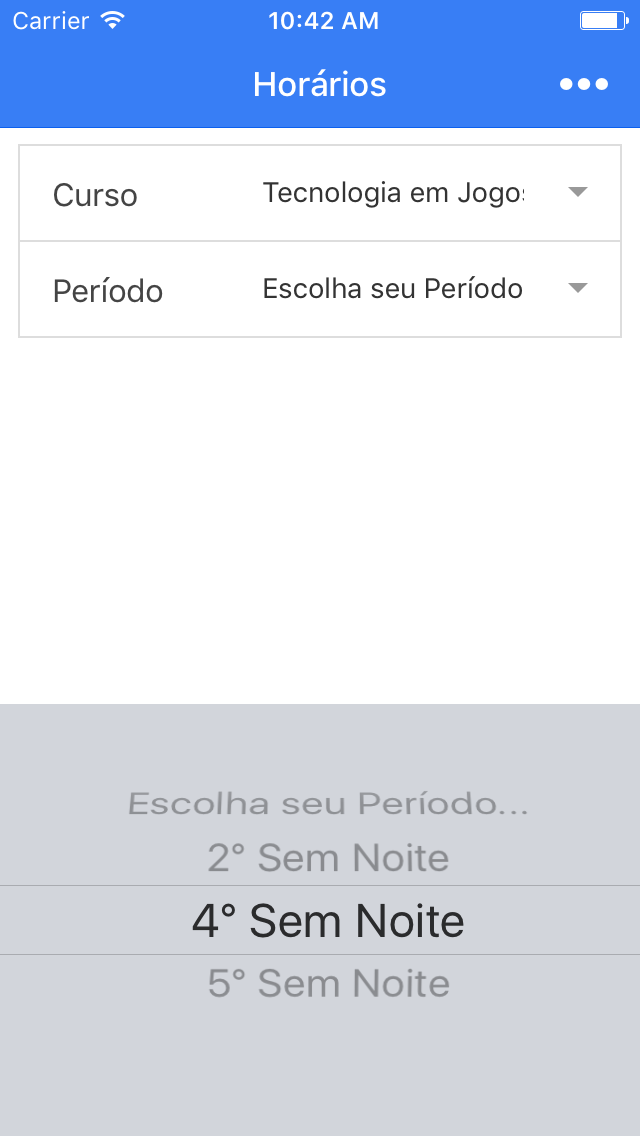 Carrier 10:42 AM
Horários
Curso Tecnologia em Jogos
Período Escolha seu Período
Escolha seu Período...
2° Sem Noite
4° Sem Noite
5° Sem Noite